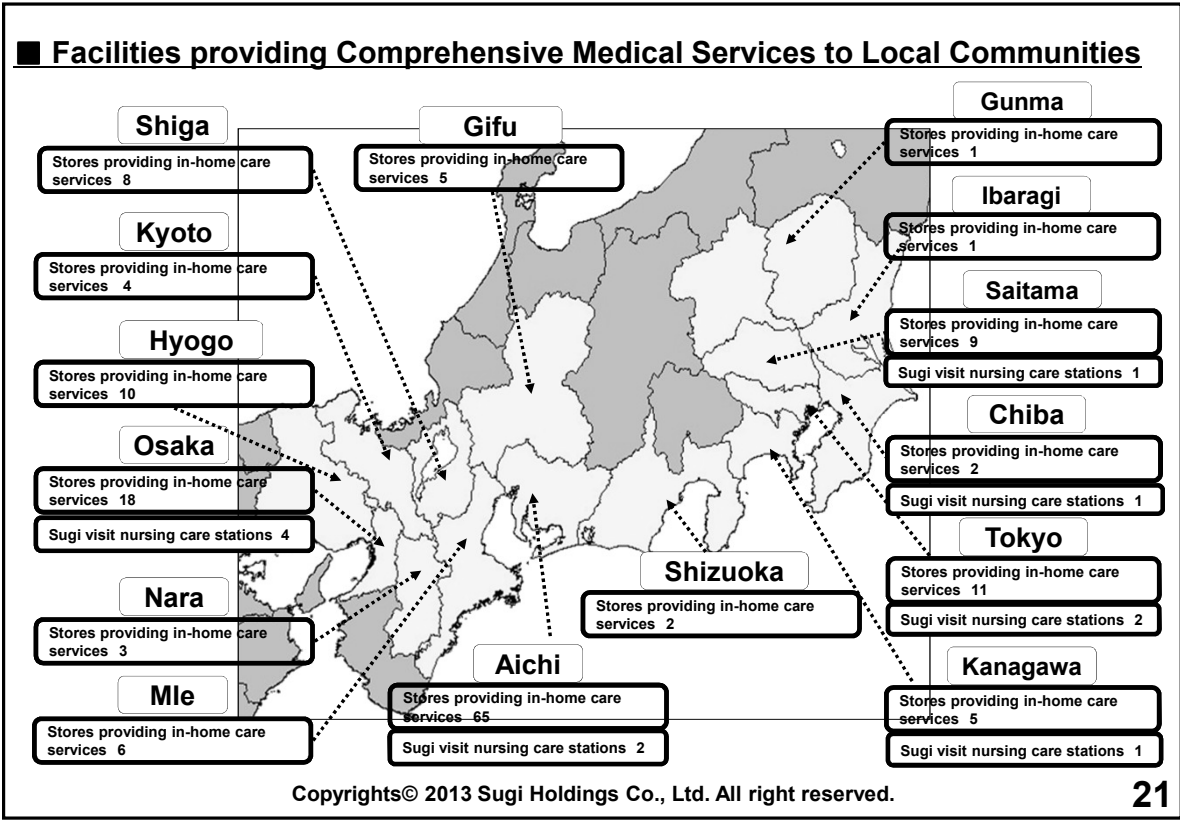 ■ Facilities providing Comprehensive Medical Services to Local Communities
Shiga
Stores providing in-home care
services 8
Gifu
Stores providing in-home care
services 5
Gunma
Stores providing in-home care
services 1
Kyoto
Stores providing in-home care
services 4
Ibaragi
Stores providing in-home care
services 1
Hyogo
Stores providing in-home care
services 10
Saitama
Stores providing in-home care
services 9
Sugi visit nursing care stations 1
Osaka
Stores providing in-home care
services 18
Sugi visit nursing care stations 4
Chiba
Stores providing in-home care
services 2
Sugi visit nursing care stations 1
Nara
Stores providing in-home care
services 3
Shizuoka
Stores providing in-home care
services 2
Tokyo
Stores providing in-home care
services 11
Sugi visit nursing care stations 2
MIe
Stores providing in-home care
services 6
Aichi
Stores providing in-home care
services 65
Sugi visit nursing care stations 2
Kanagawa
Stores providing in-home care
services 5
Sugi visit nursing care stations 1
Copyrights© 2013 Sugi Holdings Co., Ltd. All right reserved.
21